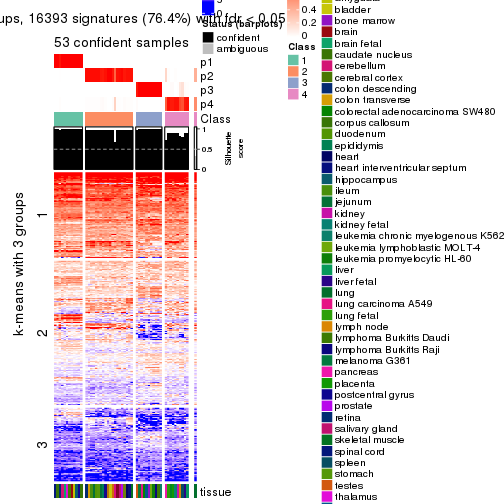 ups, 16393 signatures (76.4%) with fdr < 0.05
53 confident samples
p1
p2
p3
p4
Class
1
0.5
0
Silhouette
score
k-means with 3 groups
1
2
3
tissue
0
Status (barplots)
confident
ambiguous
0.4
0.2
0
Class
1
2
3
4
bladder
bone marrow
brain
brain fetal
caudate nucleus
cerebellum
cerebral cortex
colon descending
colon transverse
colorectal adenocarcinoma SW480
corpus callosum
duodenum
epididymis
heart
heart interventricular septum
hippocampus
ileum
jejunum
kidney
kidney fetal
leukemia chronic myelogenous K562
leukemia lymphoblastic MOLT-4
leukemia promyelocytic HL-60
liver
liver fetal
lung
lung carcinoma A549
lung fetal
lymph node
lymphoma Burkitts Daudi
lymphoma Burkitts Raji
melanoma G361
pancreas
placenta
postcentral gyrus
prostate
retina
salivary gland
skeletal muscle
spinal cord
spleen
stomach
testes
thalamus